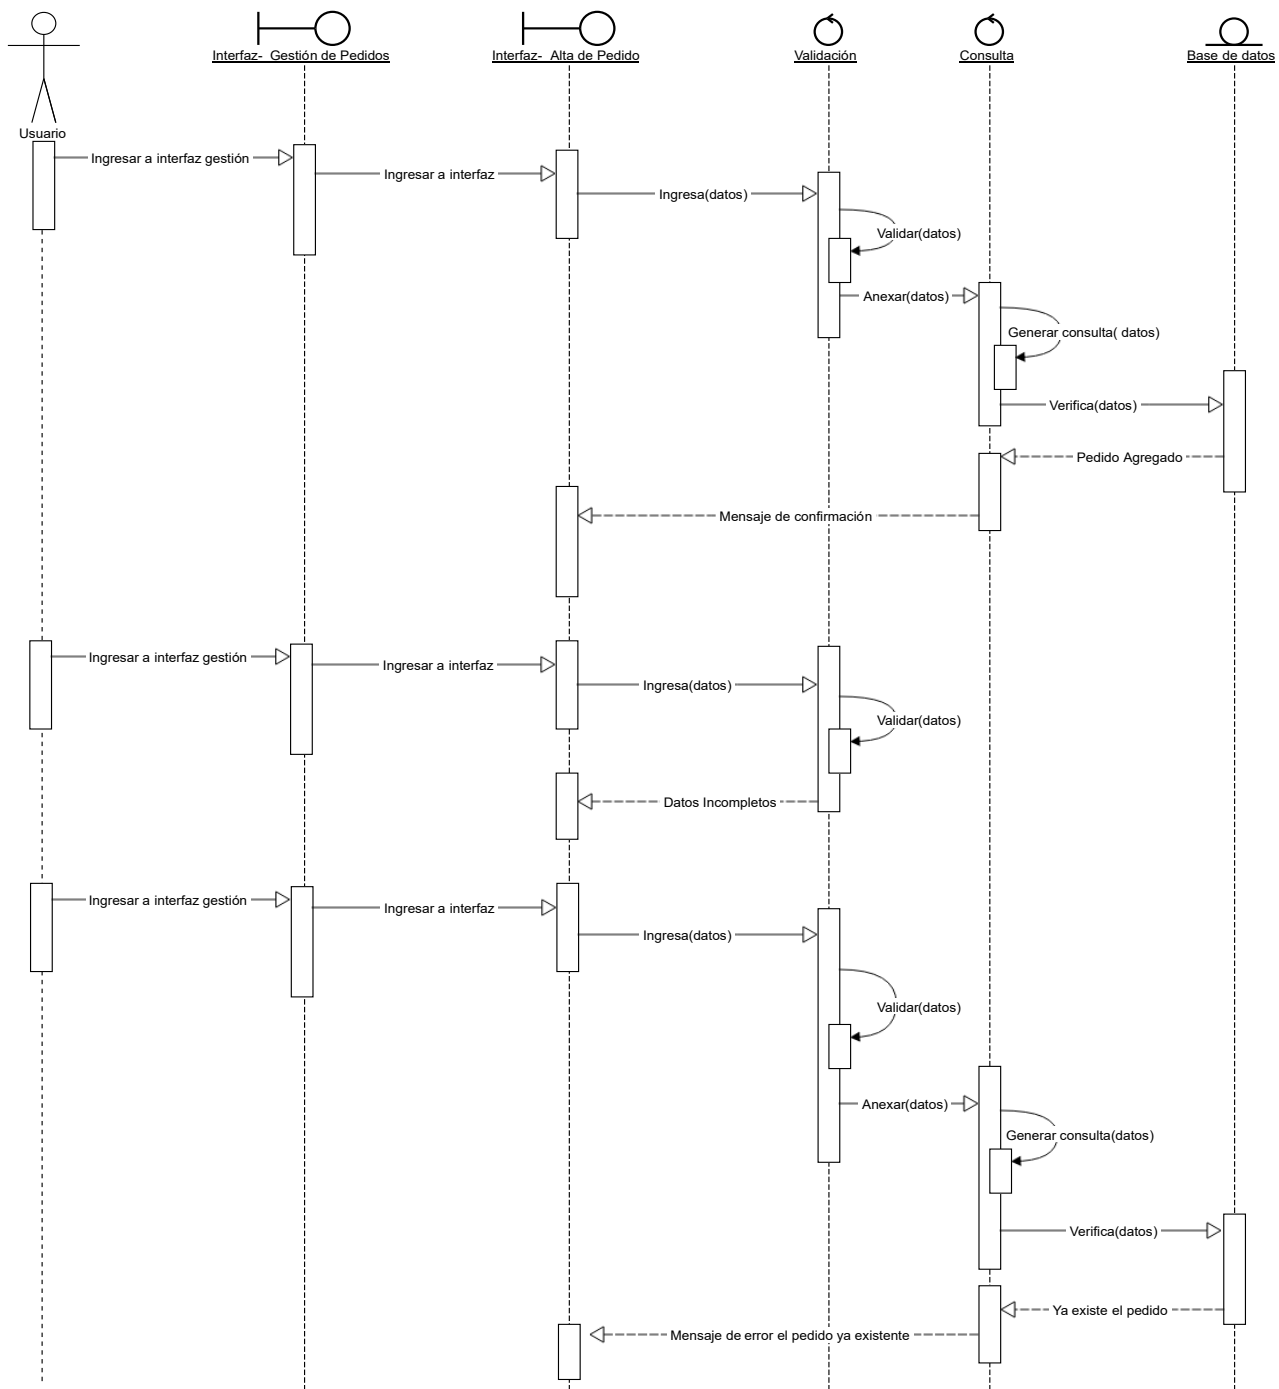 Interfaz- Gestión de Pedidos
Interfaz- Alta de Pedido
Validación
Consulta
Base de datos
Usuario
Ingresar a interfaz gestión
Ingresar a interfaz
Ingresa(datos)
Validar(datos)
Anexar(datos)
Generar consulta( datos)
Verifica(datos)
Pedido Agregado
Mensaje de confirmación
Ingresar a interfaz gestión
Ingresar a interfaz
Ingresa(datos)
Validar(datos)
Datos Incompletos
Ingresar a interfaz gestión
Ingresar a interfaz
Ingresa(datos)
Validar(datos)
Anexar(datos)
Generar consulta(datos)
Verifica(datos)
Ya existe el pedido
Mensaje de error el pedido ya existente